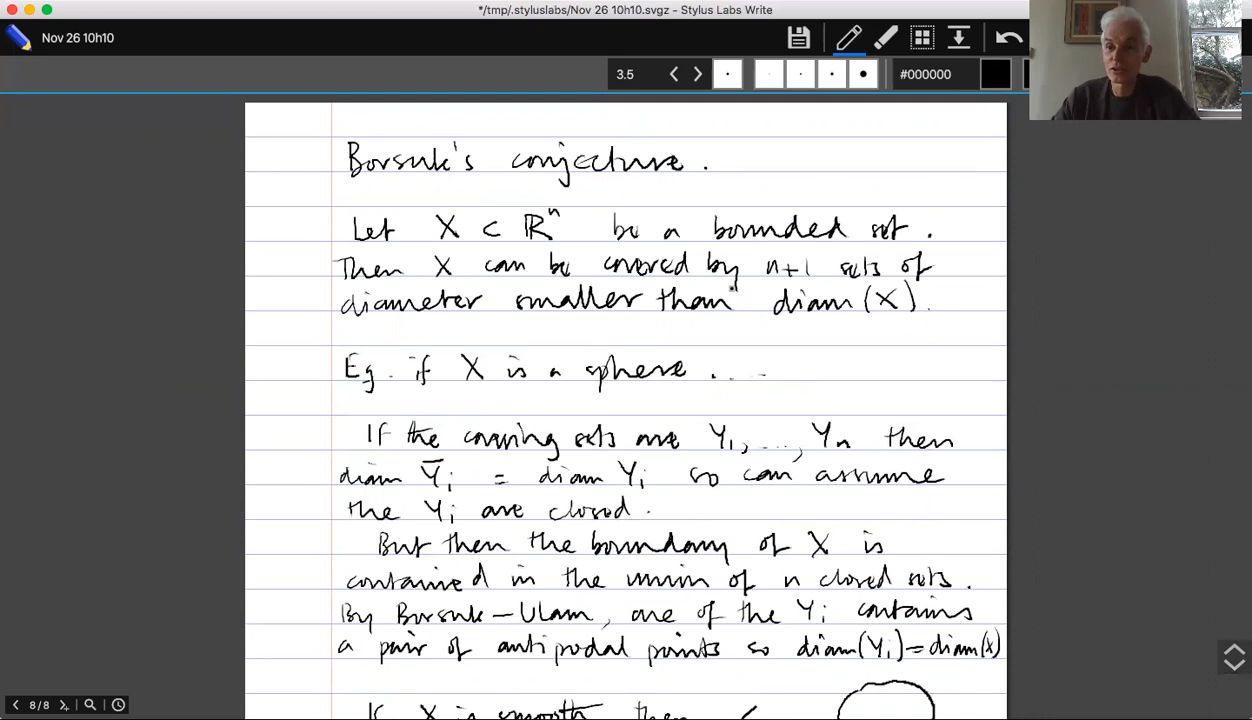 */tmp/.styluslabs/Nov 26 10h10.svgz - Stylus Labs Write
Nov 26 10h10
3.5
#000000
Borsuk's conjecture.
Let X ⊂ ℝⁿ be a bounded set.
Then X can be covered by n+1 sets of
diameter smaller than diam(X).
Eg. if X is a sphere .....
If the covering sets are Y₁, ..., Yₙ then
diam Ȳᵢ = diam Yᵢ so can assume
the Yᵢ are closed.
But then the boundary of X is
contained in the union of n closed sets.
By Borsuk-Ulam, one of the Yᵢ contains
a pair of antipodal points so diam(Yᵢ)=diam(X)
If X is smooth then
8/8